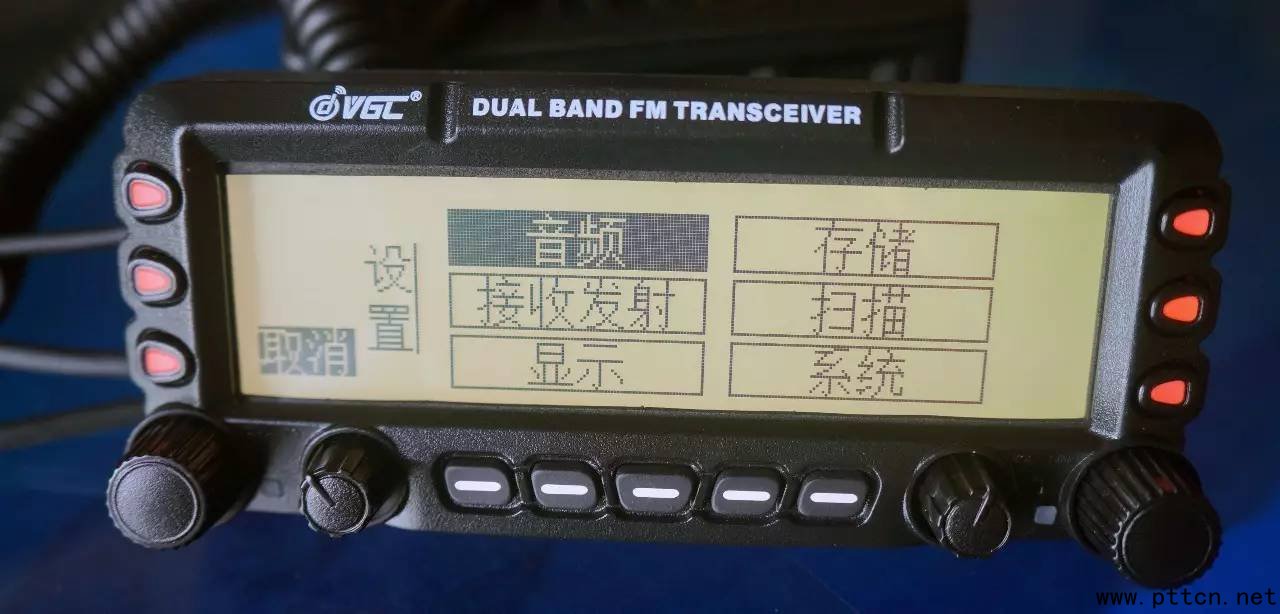 VGC®
DUAL BAND FM TRANSCEIVER
设置
取消
音频
存储
接收发射
扫描
显示
系统
www.pttcn.net